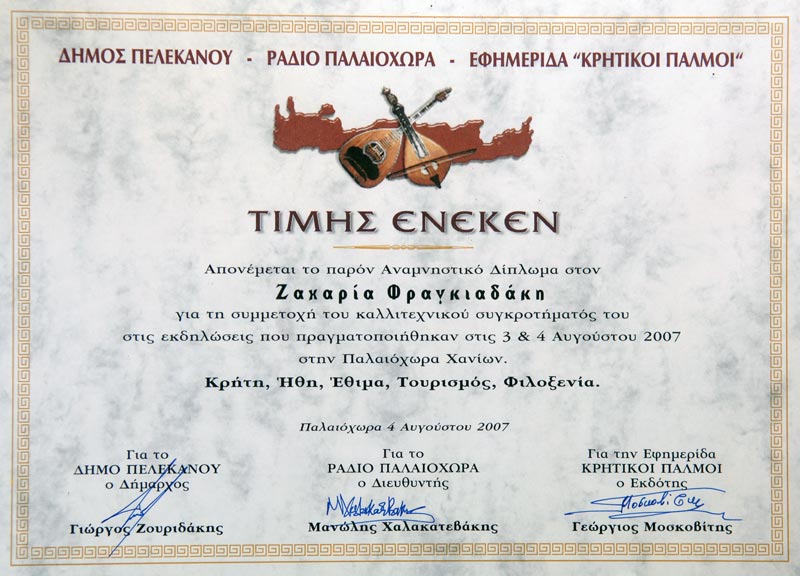 ΔΗΜΟΣ ΠΕΛΕΚΑΝΟΥ - ΡΑΔΙΟ ΠΑΛΑΙΟΧΩΡΑ - ΕΦΗΜΕΡΙΔΑ “ΚΡΗΤΙΚΟΙ ΠΑΛΜΟΙ“
ΤΙΜΗΣ ΕΝΕΚΕΝ
Απονέμεται το παρόν Αναμνηστικό Δίπλωμα στον
Ζαχαρία Φραγκιαδάκη
για τη συμμετοχή του καλλιτεχνικού συγκροτήματός του
στις εκδηλώσεις που πραγματοποιήθηκαν στις 3 & 4 Αυγούστου 2007
στην Παλαιόχωρα Χανίων.
Κρήτη, Ήθη, Έθιμα, Τουρισμός, Φιλοξενία.
Παλαιόχωρα 4 Αυγούστου 2007
Για το
ΔΗΜΟ ΠΕΛΕΚΑΝΟΥ
ο Δήμαρχος
Γιώργος Ζουριδάκης
Για το
ΡΑΔΙΟ ΠΑΛΑΙΟΧΩΡΑ
ο Διευθυντής
Μανώλης Χαλακατεβάκης
Για την Εφημερίδα
ΚΡΗΤΙΚΟΙ ΠΑΛΜΟΙ
ο Εκδότης
Γεώργιος Μοσκοβίτης